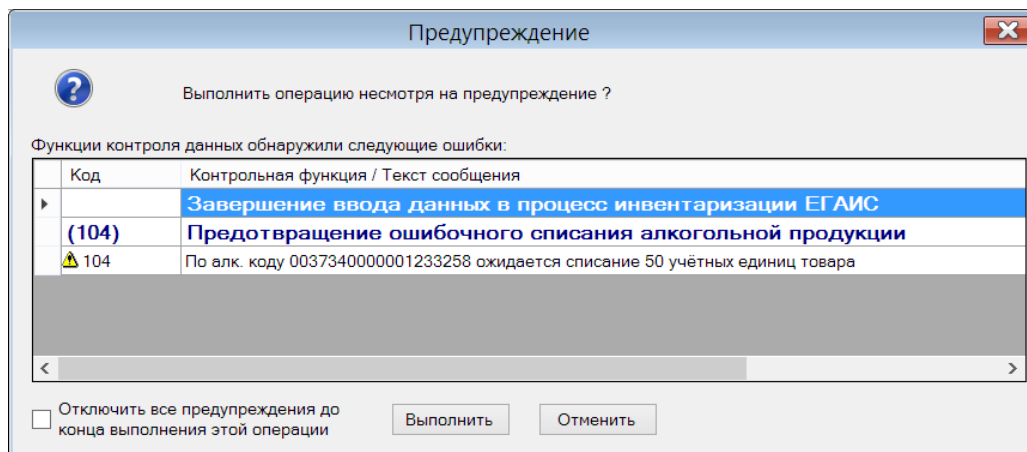 Предупреждение
Выполнить операцию несмотря на предупреждение ?
Функции контроля данных обнаружили следующие ошибки:
Код Контрольная функция / Текст сообщения
Завершение ввода данных в процесс инвентаризации ЕГАИС
(104) Предотвращение ошибочного списания алкогольной продукции
104 По алк. коду 0037340000001233258 ожидается списание 50 учётных единиц товара
Отключить все предупреждения до
конца выполнения этой операции
Выполнить Отменить